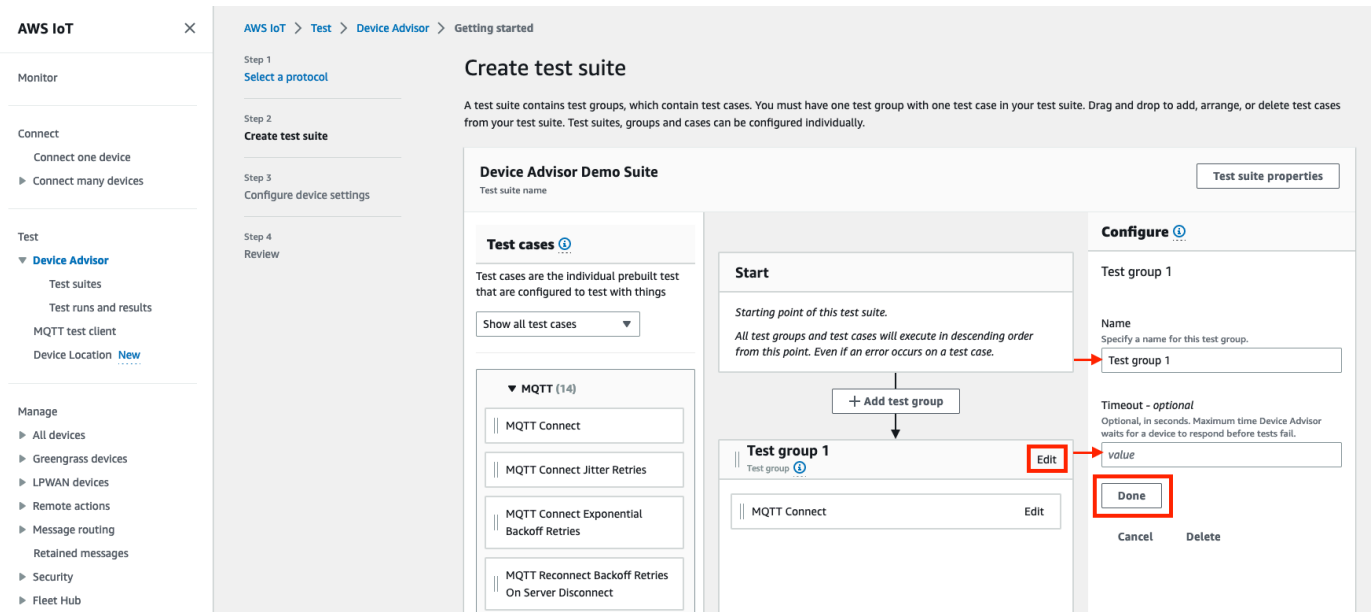 AWS IoT
Monitor
Connect
Connect one device
Connect many devices
Test
Device Advisor
Test suites
Test runs and results
MQTT test client
Device Location New
Manage
All devices
Greengrass devices
LPWAN devices
Remote actions
Message routing
Retained messages
Security
Fleet Hub
AWS IoT > Test > Device Advisor > Getting started
Step 1
Select a protocol
Step 2
Create test suite
Step 3
Configure device settings
Step 4
Review
Create test suite
A test suite contains test groups, which contain test cases. You must have one test group with one test case in your test suite. Drag and drop to add, arrange, or delete test cases
from your test suite. Test suites, groups and cases can be configured individually.
Device Advisor Demo Suite
Test suite name
Test suite properties
Test cases
Test cases are the individual prebuilt test
that are configured to test with things
Show all test cases
MQTT (14)
MQTT Connect
MQTT Connect Jitter Retries
MQTT Connect Exponential
Backoff Retries
MQTT Reconnect Backoff Retries
On Server Disconnect
Start
Starting point of this test suite.
All test groups and test cases will execute in descending order
from this point. Even if an error occurs on a test case.
+ Add test group
Test group 1
Test group
Edit
MQTT Connect
Edit
Configure
Test group 1
Name
Specify a name for this test group.
Test group 1
Timeout - optional
Optional, in seconds. Maximum time Device Advisor
waits for a device to respond before tests fail.
value
Done
Cancel
Delete